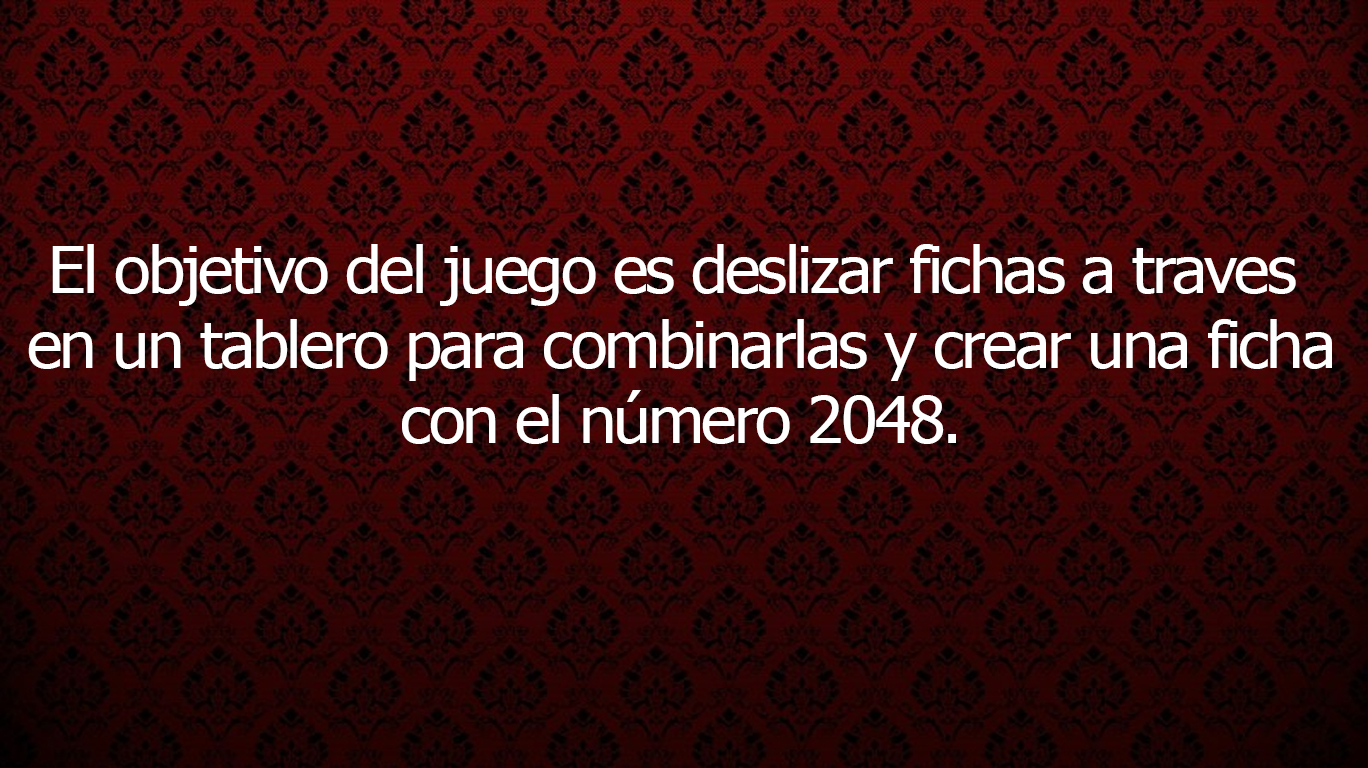 El objetivo del juego es deslizar fichas a traves
en un tablero para combinarlas y crear una ficha
con el número 2048.